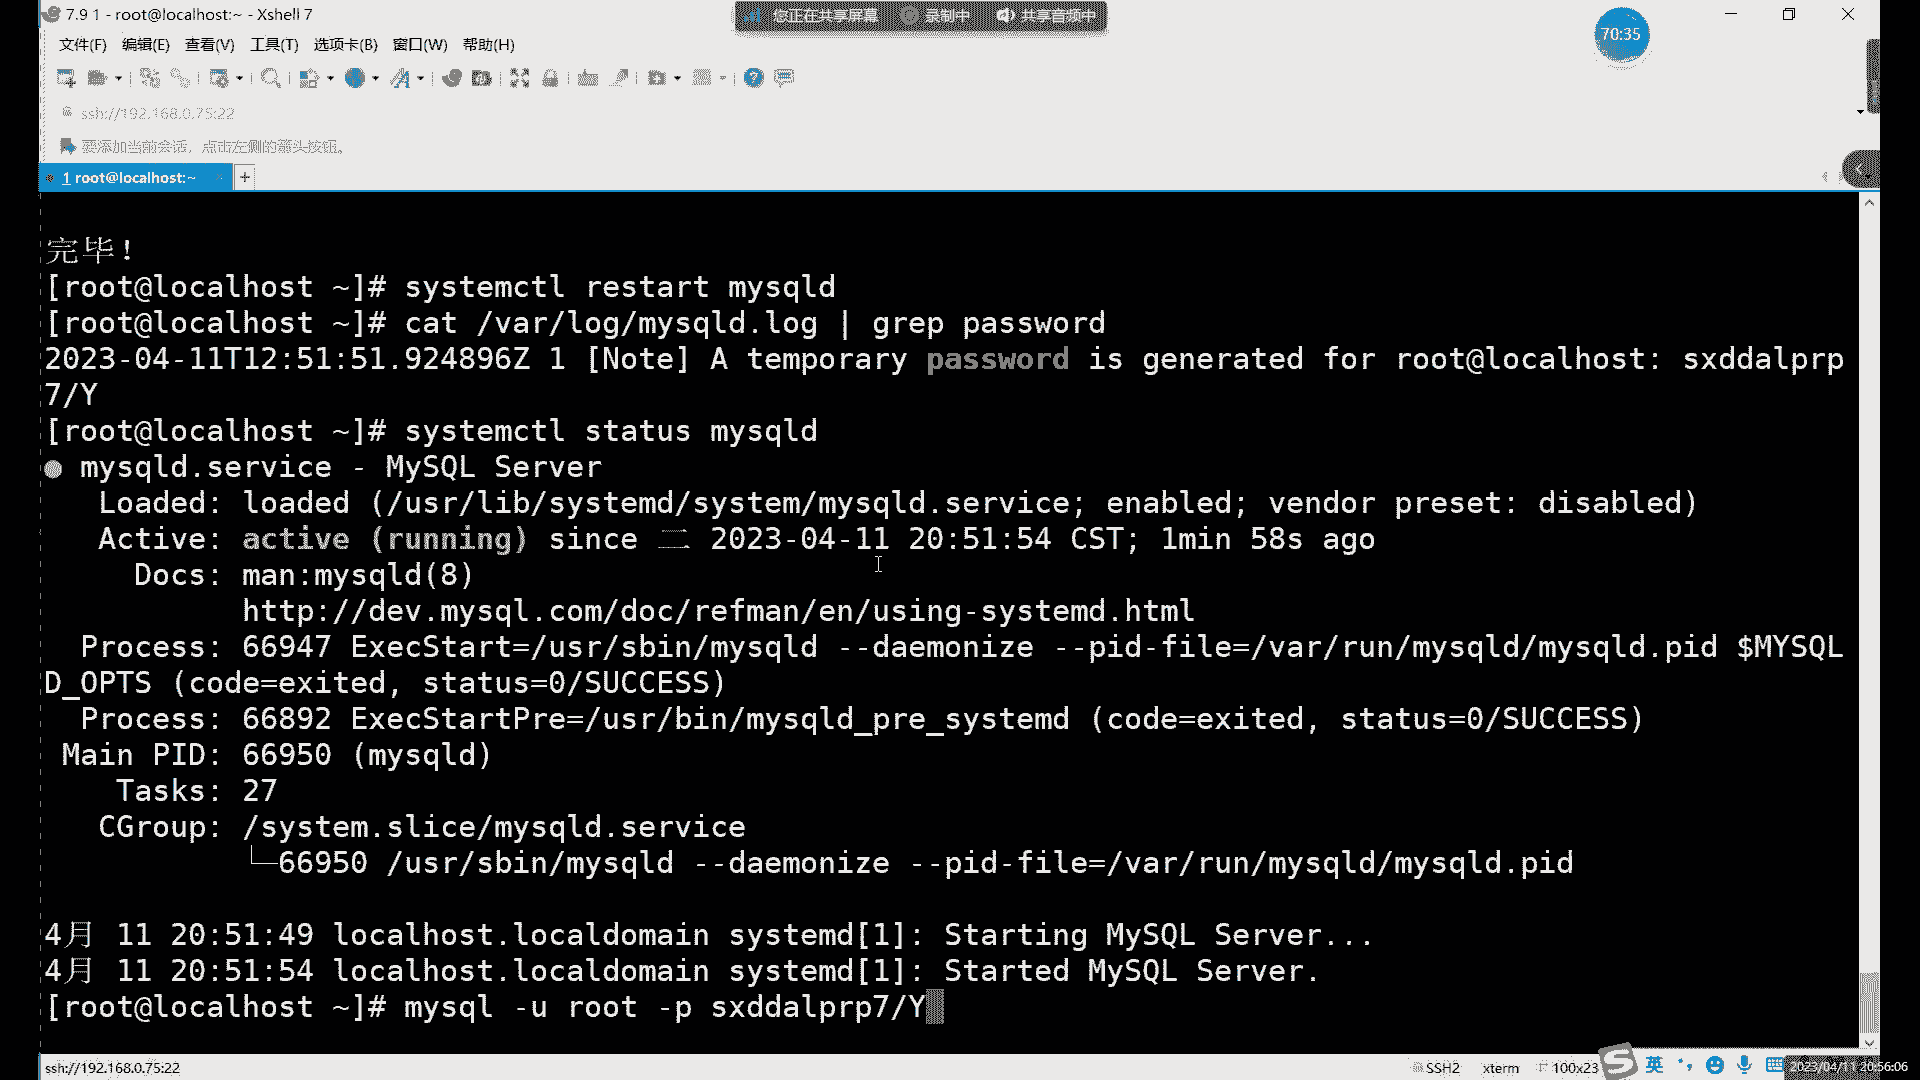 7.9 1 - root@localhost:~ - Xshell 7
您正在共享屏幕 录制中 共享音频中
70:35
文件(F) 编辑(E) 查看(V) 工具(T) 选项卡(B) 窗口(W) 帮助(H)
ssh://192.168.0.75:22
要添加当前会话，点击左侧的箭头按钮。
1 root@localhost:~ +
完毕！
[root@localhost ~]# systemctl restart mysqld
[root@localhost ~]# cat /var/log/mysqld.log | grep password
2023-04-11T12:51:51.924896Z 1 [Note] A temporary password is generated for root@localhost: sxddalprp
7/Y
[root@localhost ~]# systemctl status mysqld
● mysqld.service - MySQL Server
Loaded: loaded (/usr/lib/systemd/system/mysqld.service; enabled; vendor preset: disabled)
Active: active (running) since 二 2023-04-11 20:51:54 CST; 1min 58s ago
Docs: man:mysqld(8)
http://dev.mysql.com/doc/refman/en/using-systemd.html
Process: 66947 ExecStart=/usr/sbin/mysqld --daemonize --pid-file=/var/run/mysqld/mysqld.pid $MYSQL
D_OPTS (code=exited, status=0/SUCCESS)
Process: 66892 ExecStartPre=/usr/bin/mysqld_pre_systemd (code=exited, status=0/SUCCESS)
Main PID: 66950 (mysqld)
Tasks: 27
CGroup: /system.slice/mysqld.service
└─66950 /usr/sbin/mysqld --daemonize --pid-file=/var/run/mysqld/mysqld.pid
4月 11 20:51:49 localhost.localdomain systemd[1]: Starting MySQL Server...
4月 11 20:51:54 localhost.localdomain systemd[1]: Started MySQL Server.
[root@localhost ~]# mysql -u root -p sxddalprp7/Y
ssh://192.168.0.75:22 SSH2 xterm 100x23 英 2023/04/11 20:56:06